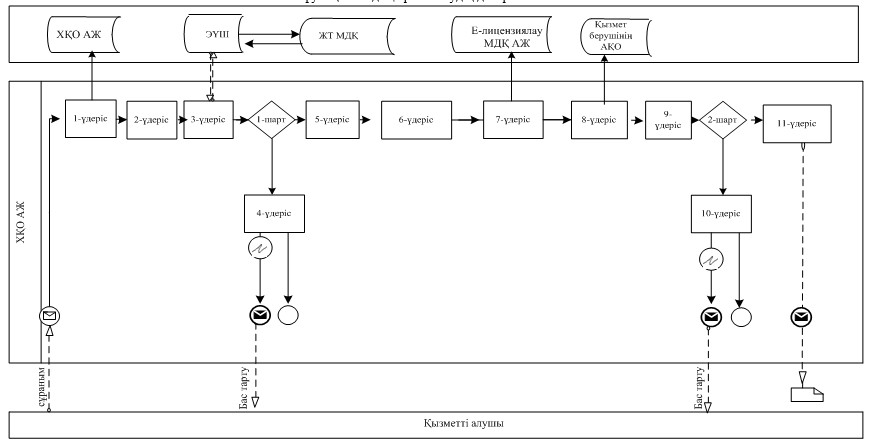 ХҚО АЖ
ЭҮШ
ЖТ МДҚ
Е-лицензиялау
МДҚ АЖ
Қызмет
берушінің
АҚО
ХҚО АЖ
1-үдеріс
2-үдеріс
3-үдеріс
1-шарт
5-үдеріс
6-үдеріс
7-үдеріс
8-үдеріс
9-
үдеріс
2-шарт
11-үдеріс
4-үдеріс
10-үдеріс
сұраным
Бас тарту
Бас тарту
Қызметті алушы